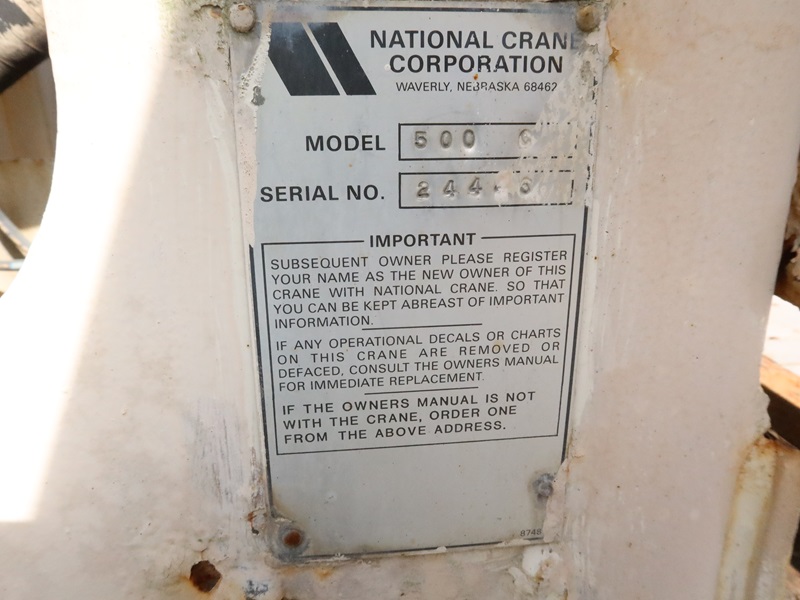 NATIONAL CRANE
CORPORATION
WAVERLY, NEBRASKA 68462
MODEL 500
SERIAL NO.
IMPORTANT
SUBSEQUENT OWNER PLEASE REGISTER
YOUR NAME AS THE NEW OWNER OF THIS
CRANE WITH NATIONAL CRANE. SO THAT
YOU CAN BE KEPT ABREAST OF IMPORTANT
INFORMATION.
IF ANY OPERATIONAL DECALS OR CHARTS
ON THIS CRANE ARE REMOVED OR
DEFACED, CONSULT THE OWNERS MANUAL
FOR IMMEDIATE REPLACEMENT.
IF THE OWNERS MANUAL IS NOT
WITH THE CRANE, ORDER ONE
FROM THE ABOVE ADDRESS.
8748